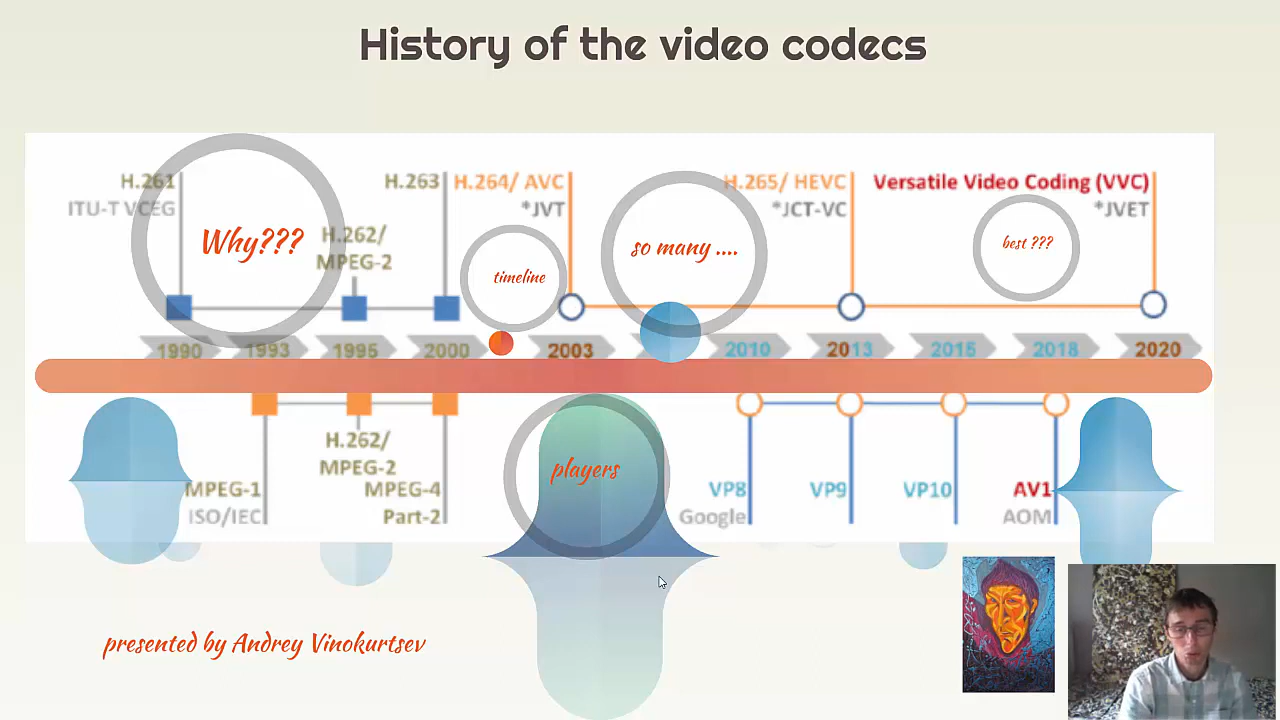 History of the video codecs
H.261
ITU-T VCEG
Why???
H.262/
MPEG-2
H.263
H.264/ AVC
*JVT
timeline
so many ....
H.265/ HEVC
*JCT-VC
Versatile Video Coding (VVC)
*JVET
best ???
1990 1993 1995 2000 2003 2010 2013 2015 2018 2020
MPEG-1
ISO/IEC
H.262/
MPEG-2
MPEG-4
Part-2
players
VP8
Google
VP9
VP10
AV1
AOM
presented by Andrey Vinokurtsev